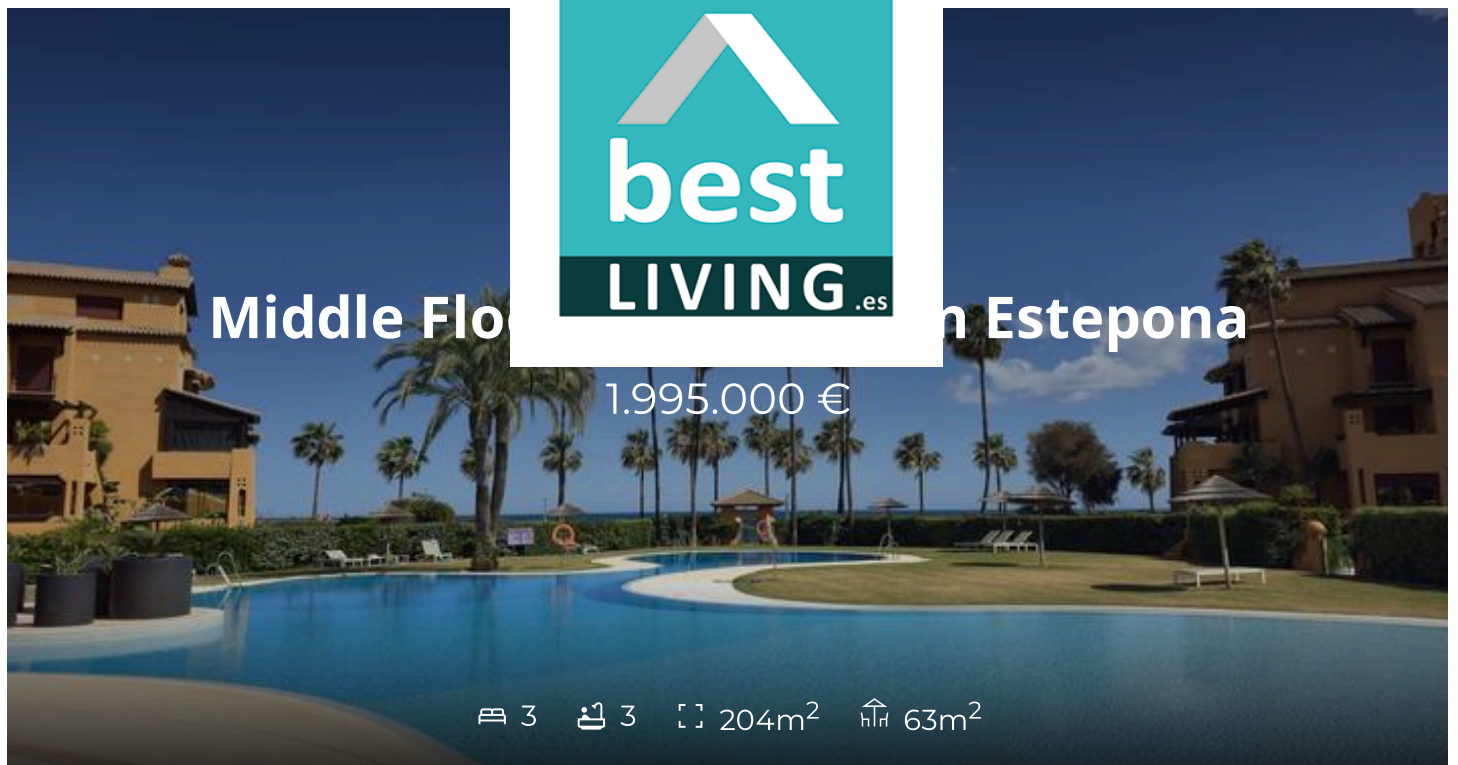 best
LIVING.es
Middle Flo n Estepona
1.995.000 €
3 3 204m² 63m²